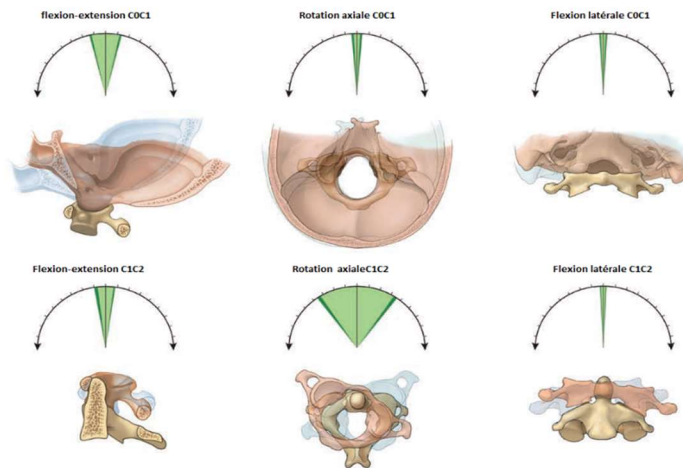 flexion-extension C0C1
Rotation axiale C0C1
Flexion latérale C0C1
Flexion-extension C1C2
Rotation axialeC1C2
Flexion latérale C1C2